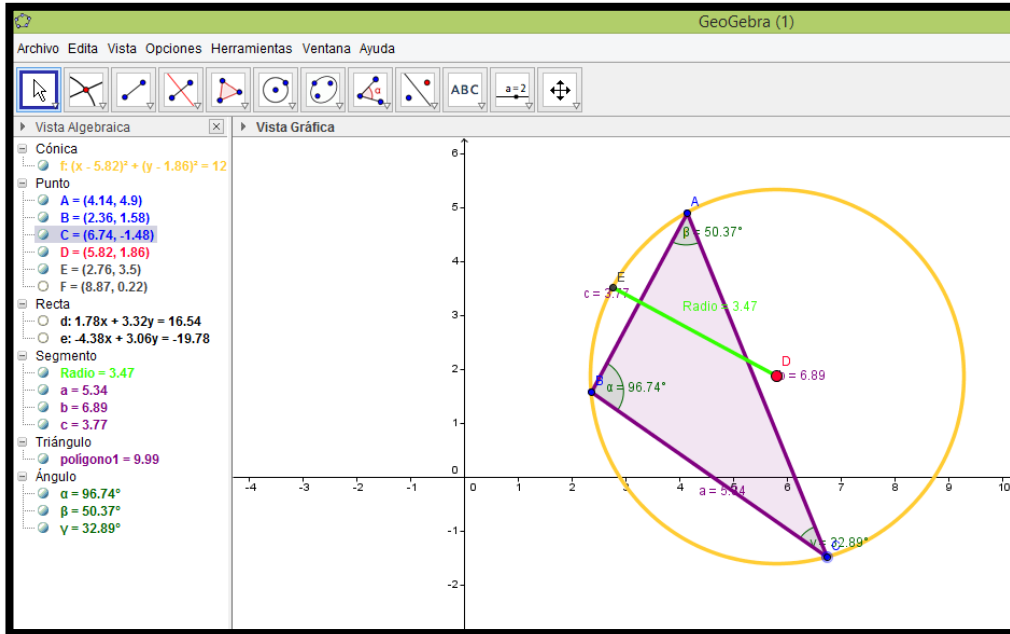 GeoGebra (1)
Archivo Edita Vista Opciones Herramientas Ventana Ayuda
α
ABC
a=2
Vista Algebraica
Vista Gráfica
Cónica
f: (x - 5.82)² + (y - 1.86)² = 12
Punto
A = (4.14, 4.9)
B = (2.36, 1.58)
C = (6.74, -1.48)
D = (5.82, 1.86)
E = (2.76, 3.5)
F = (8.87, 0.22)
Recta
d: 1.78x + 3.32y = 16.54
e: -4.38x + 3.06y = -19.78
Segmento
Radio = 3.47
a = 5.34
b = 6.89
c = 3.77
Triángulo
polígono1 = 9.99
Ángulo
α = 96.74°
β = 50.37°
γ = 32.89°
6
5
4
3
2
1
0
-1
-2
-4 -3 -2 -1 0 1 2 3 4 5 6 7 8 9 10
A
β = 50.37°
E
c = 3.77
Radio = 3.47
D
b = 6.89
B
α = 96.74°
a = 5.34
γ = 32.89°
C